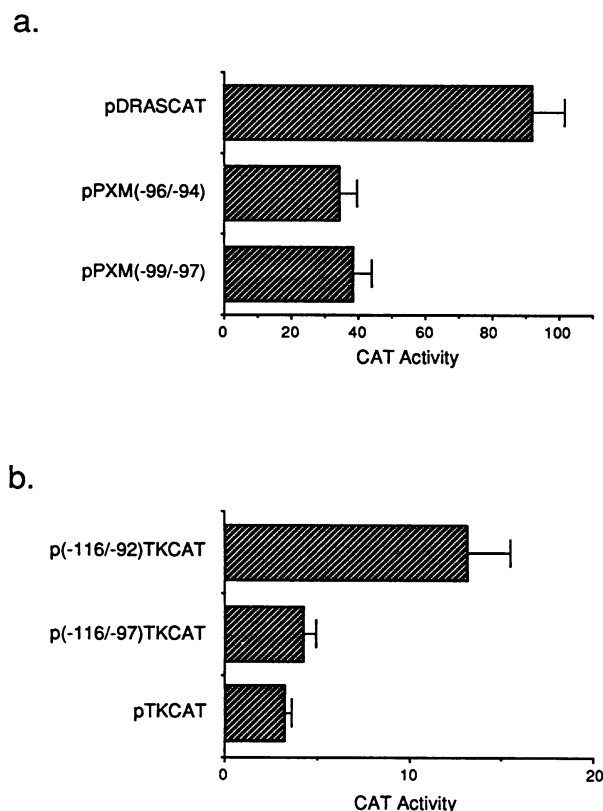 a.
pDRASCAT
pPXM(-96/-94)
pPXM(-99/-97)
0 20 40 60 80 100
CAT Activity
b.
p(-116/-92)TKCAT
p(-116/-97)TKCAT
pTKCAT
0 10 20
CAT Activity